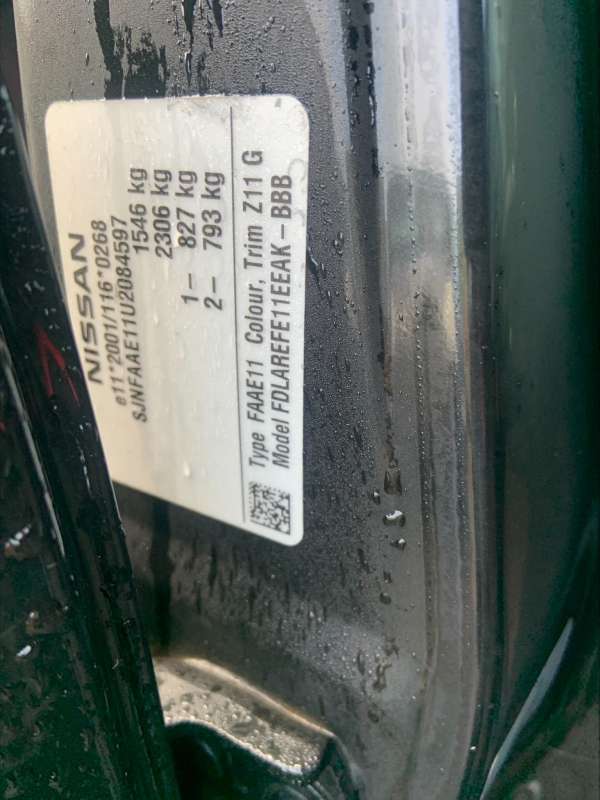 NISSAN
e11*2001/116*0268
SJNFAAE11U2084597
1546 kg
2306 kg
1– 827 kg
2– 793 kg
Type FAAE11 Colour, Trim Z11 G
Model FDLAREFE11EEAK–BBB